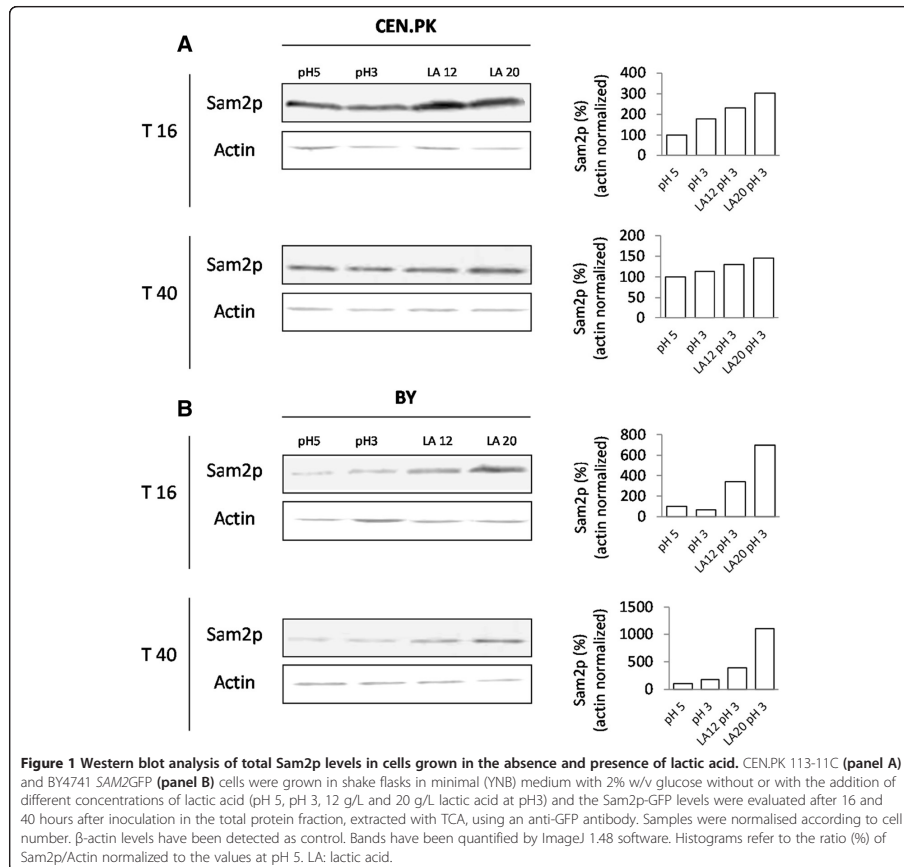 A
CEN.PK
pH5 pH3 LA 12 LA 20
T 16
Sam2p
Actin
Sam2p (%)
(actin normalized)
400
300
200
100
0
pH 5
pH 3
LA12 pH 3
LA20 pH 3
T 40
Sam2p
Actin
Sam2p (%)
(actin normalized)
200
150
100
50
0
pH 5
pH 3
LA12 pH 3
LA20 pH 3
B
BY
pH5 pH3 LA 12 LA 20
T 16
Sam2p
Actin
Sam2p (%)
(actin normalized)
800
600
400
200
0
pH 5
pH 3
LA12 pH 3
LA20 pH 3
T 40
Sam2p
Actin
Sam2p (%)
(actin normalized)
1500
1000
500
0
pH 5
pH 3
LA12 pH 3
LA20 pH 3
Figure 1 Western blot analysis of total Sam2p levels in cells grown in the absence and presence of lactic acid. CEN.PK 113-11C (panel A)
and BY4741 SAM2GFP (panel B) cells were grown in shake flasks in minimal (YNB) medium with 2% w/v glucose without or with the addition of
different concentrations of lactic acid (pH 5, pH 3, 12 g/L and 20 g/L lactic acid at pH3) and the Sam2p-GFP levels were evaluated after 16 and
40 hours after inoculation in the total protein fraction, extracted with TCA, using an anti-GFP antibody. Samples were normalised according to cell
number. β-actin levels have been detected as control. Bands have been quantified by ImageJ 1.48 software. Histograms refer to the ratio (%) of
Sam2p/Actin normalized to the values at pH 5. LA: lactic acid.